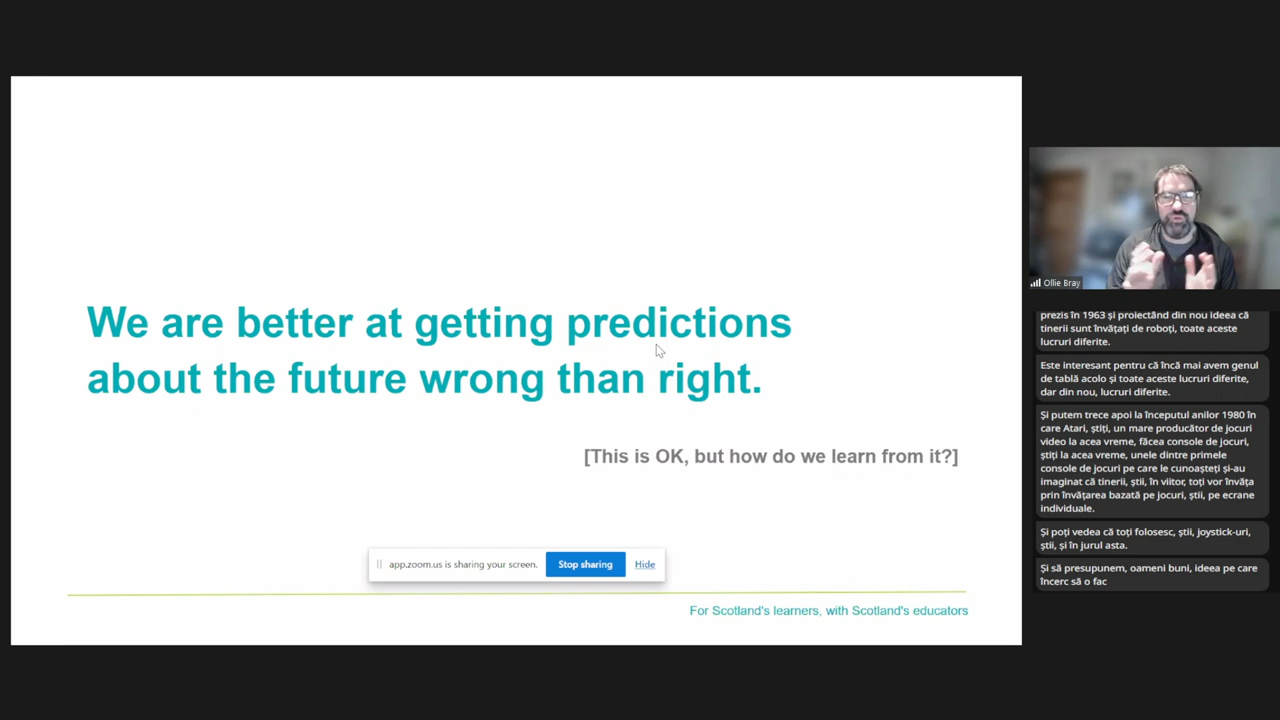 We are better at getting predictions
about the future wrong than right.
[This is OK, but how do we learn from it?]
app.zoom.us is sharing your screen.
Stop sharing
Hide
For Scotland's learners, with Scotland's educators
Ollie Bray
prezis în 1963 și proiectând din nou ideea că
tinerii sunt învățați de roboți, toate aceste
lucruri diferite.
Este interesant pentru că încă mai avem genul
de tablă acolo și toate aceste lucruri diferite,
dar din nou, lucruri diferite.
Și putem trece apoi la începutul anilor 1980 în
care Atari, știți, un mare producător de jocuri
video la acea vreme, făcea console de jocuri,
știți la acea vreme, unele dintre primele
console de jocuri pe care le cunoașteți și-au
imaginat că tinerii, știi, în viitor, toți vor învăța
prin învățarea bazată pe jocuri, știi, pe ecrane
individuale.
Și poți vedea că toți folosesc, știi, joystick-uri,
știi, și în jurul asta.
Și să presupunem, oameni buni, ideea pe care
încerc să o fac